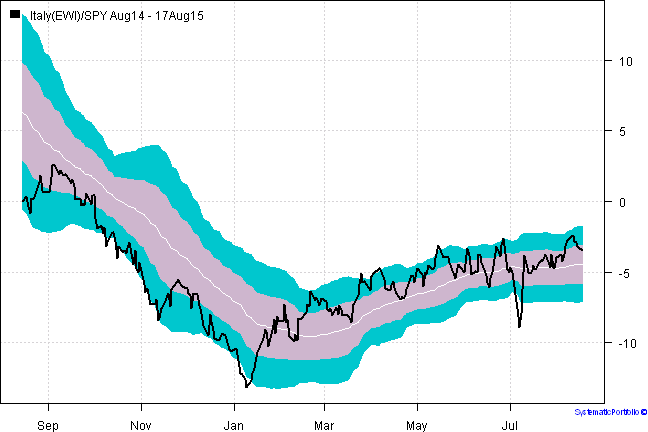 Italy(EWI)/SPY Aug14 - 17Aug15
10
5
0
-5
-10
Sep Nov Jan Mar May Jul
SystematicPortfolio ©